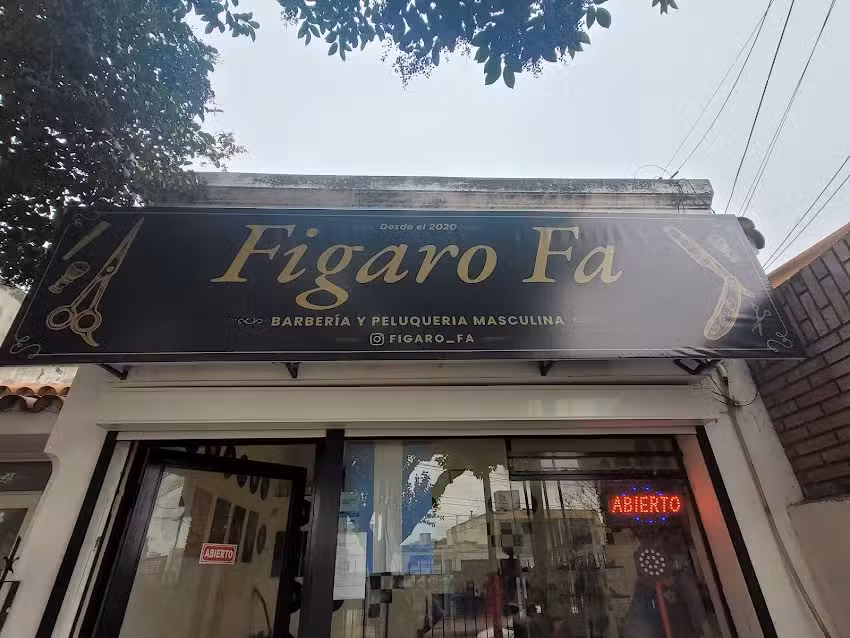 Desde el 2020
Figaro Fa
BARBERÍA Y PELUQUERIA MASCULINA
FIGARO_FA
ABIERTO
ABIERTO